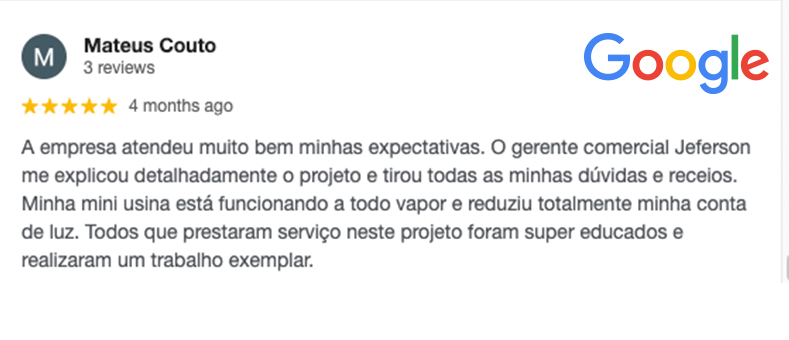 M
Mateus Couto
Google
3 reviews
4 months ago
A empresa atendeu muito bem minhas expectativas. O gerente comercial Jeferson
me explicou detalhadamente o projeto e tirou todas as minhas dúvidas e receios.
Minha mini usina está funcionando a todo vapor e reduziu totalmente minha conta
de luz. Todos que prestaram serviço neste projeto foram super educados e
realizaram um trabalho exemplar.